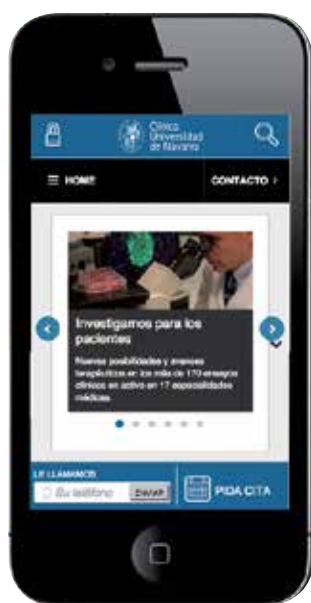 Clínica
Universidad
de Navarra
HOME
CONTACTO
Investigamos para los
pacientes
Nuevas posibilidades y avances
terapéuticos en los más de 170 ensayos
clínicos en activo en 17 especialidades
médicas.
LE LLAMAMOS
Su teléfono
ENVIAR
PIDA CITA